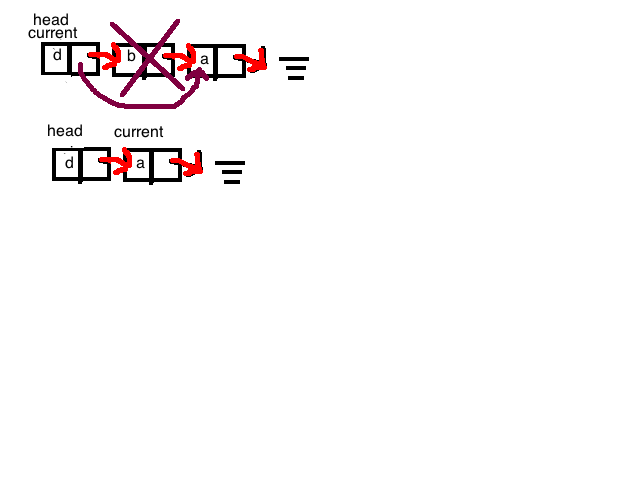 head
current
d b a
head current
d a